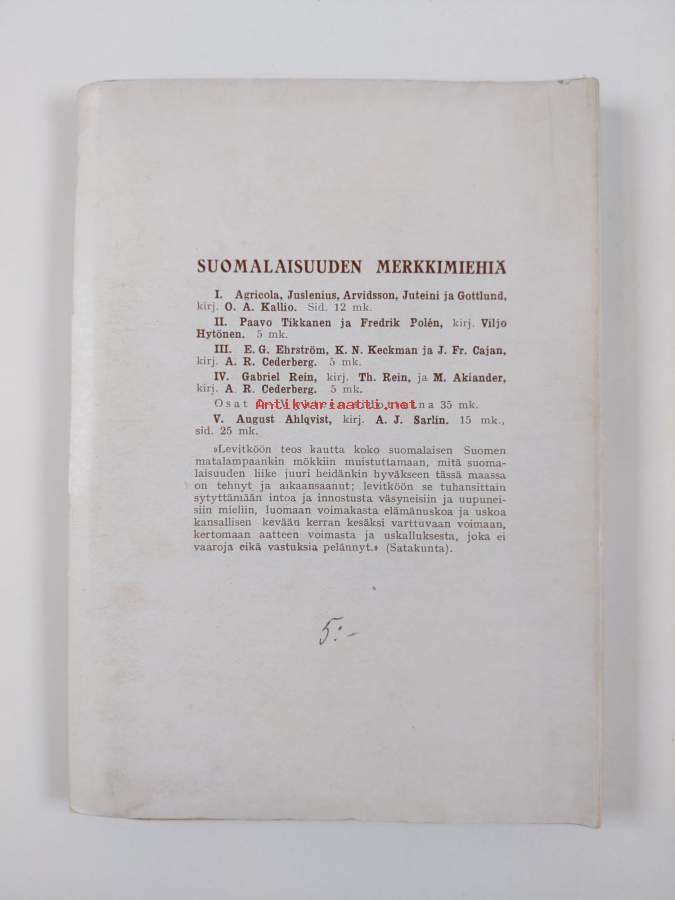 SUOMALAISUUDEN MERKKIMIEHIÄ
I. Agricola, Juslenius, Arvidsson, Juteini ja Gottlund,
kirj. O. A. Kallio. Sid. 12 mk.
II. Paavo Tikkanen ja Fredrik Polén, kirj. Viljo
Hytönen. 5 mk.
III. E. G. Ehrström, K. N. Keckman ja J. Fr. Cajan,
kirj. A. R. Cederberg. 5 mk.
IV. Gabriel Rein, kirj. Th. Rein, ja M. Akiander,
kirj. A. R. Cederberg. 5 mk.
Antikvariaatti.net
Osat 35 mk.
V. August Ahlqvist, kirj. A. J. Sarlin. 15 mk.,
sid. 25 mk.
»Levitköön teos kautta koko suomalaisen Suomen
matalampaankin mökkiin muistuttamaan, mitä suoma-
laisuuden liike juuri heidänkin hyväkseen tässä maassa
on tehnyt ja aikaansaanut; levitköön se tuhansittain
sytyttämään intoa ja innostusta väsyneisiin ja uupunei-
siin mieliin, luomaan voimakasta elämänuskoa ja uskoa
kansallisen kevään kerran kesäksi varttuvaan voimaan,
kertomaan aatteen voimasta ja uskalluksesta, joka ei
vaaroja eikä vastuksia pelännyt.» (Satakunta).
5:-